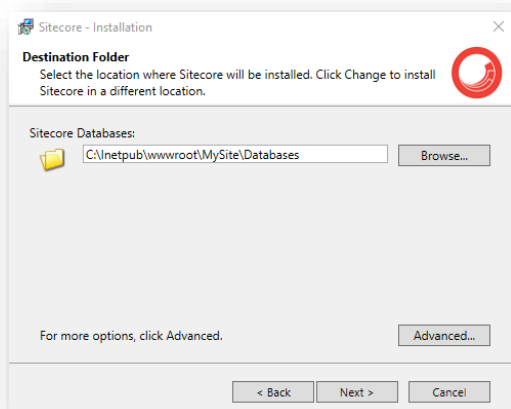 Sitecore - Installation
Destination Folder
Select the location where Sitecore will be installed. Click Change to install
Sitecore in a different location.
Sitecore Databases:
C:\Inetpub\wwwroot\MySite\Databases
Browse...
For more options, click Advanced.
Advanced...
< Back
Next >
Cancel